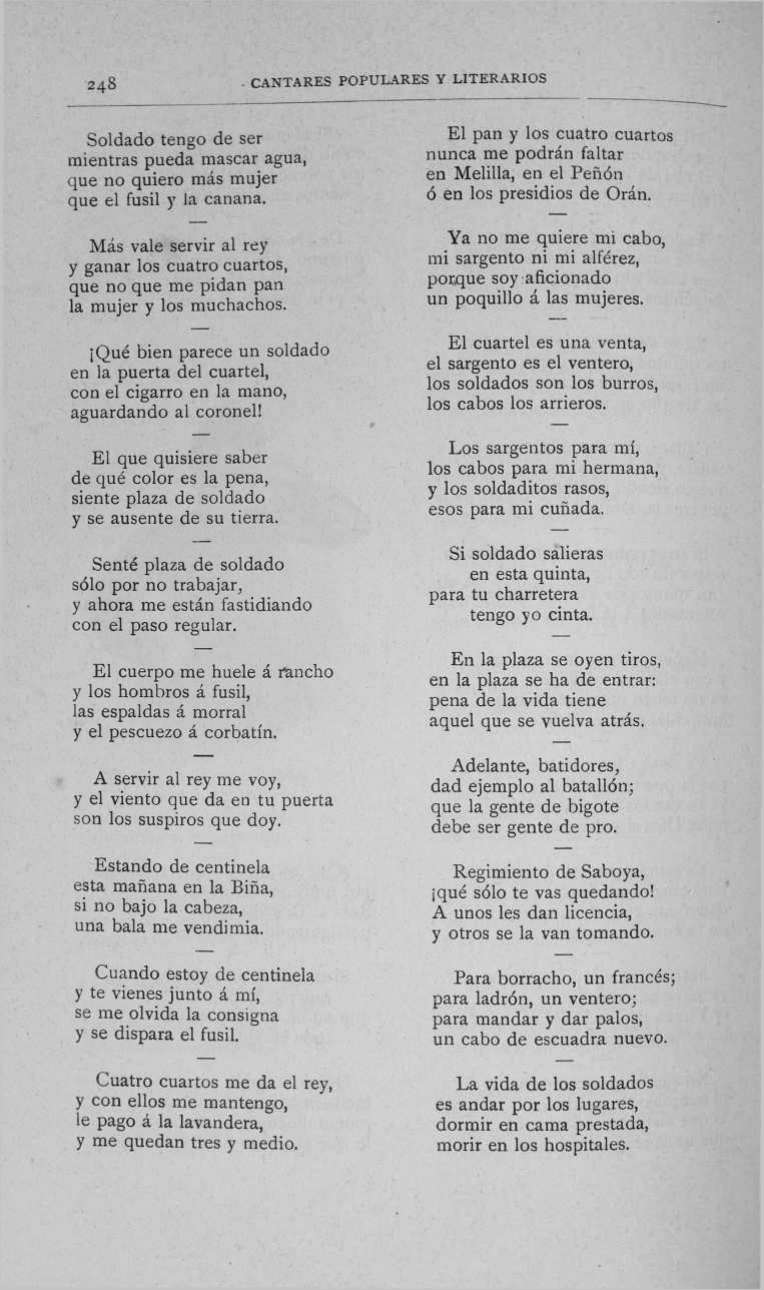 248 CANTARES POPULARES Y LITERARIOS
Soldado tengo de ser
mientras pueda mascar agua,
que no quiero más mujer
que el fusil y la canana.
—
Más vale servir al rey
y ganar los cuatro cuartos,
que no que me pidan pan
la mujer y los muchachos.
—
¡Qué bien parece un soldado
en la puerta del cuartel,
con el cigarro en la mano,
aguardando al coronel!
—
El que quisiere saber
de qué color es la pena,
siente plaza de soldado
y se ausente de su tierra.
—
Senté plaza de soldado
sólo por no trabajar,
y ahora me están fastidiando
con el paso regular.
—
El cuerpo me huele á rancho
y los hombros á fusil,
las espaldas á morral
y el pescuezo á corbatín.
—
A servir al rey me voy,
y el viento que da en tu puerta
son los suspiros que doy.
—
Estando de centinela
esta mañana en la Biña,
si no bajo la cabeza,
una bala me vendimia.
—
Cuando estoy de centinela
y te vienes junto á mí,
se me olvida la consigna
y se dispara el fusil.
—
Cuatro cuartos me da el rey,
y con ellos me mantengo,
le pago á la lavandera,
y me quedan tres y medio.
El pan y los cuatro cuartos
nunca me podrán faltar
en Melilla, en el Peñón
ó en los presidios de Orán.
—
Ya no me quiere mi cabo,
mi sargento ni mi alférez,
porque soy aficionado
un poquillo á las mujeres.
—
El cuartel es una venta,
el sargento es el ventero,
los soldados son los burros,
los cabos los arrieros.
—
Los sargentos para mí,
los cabos para mi hermana,
y los soldaditos rasos,
esos para mi cuñada.
—
Si soldado salieras
en esta quinta,
para tu charretera
tengo yo cinta.
—
En la plaza se oyen tiros,
en la plaza se ha de entrar:
pena de la vida tiene
aquel que se vuelva atrás.
—
Adelante, batidores,
dad ejemplo al batallón;
que la gente de bigote
debe ser gente de pro.
—
Regimiento de Saboya,
¡qué sólo te vas quedando!
A unos les dan licencia,
y otros se la van tomando.
—
Para borracho, un francés;
para ladrón, un ventero;
para mandar y dar palos,
un cabo de escuadra nuevo.
—
La vida de los soldados
es andar por los lugares,
dormir en cama prestada,
morir en los hospitales.